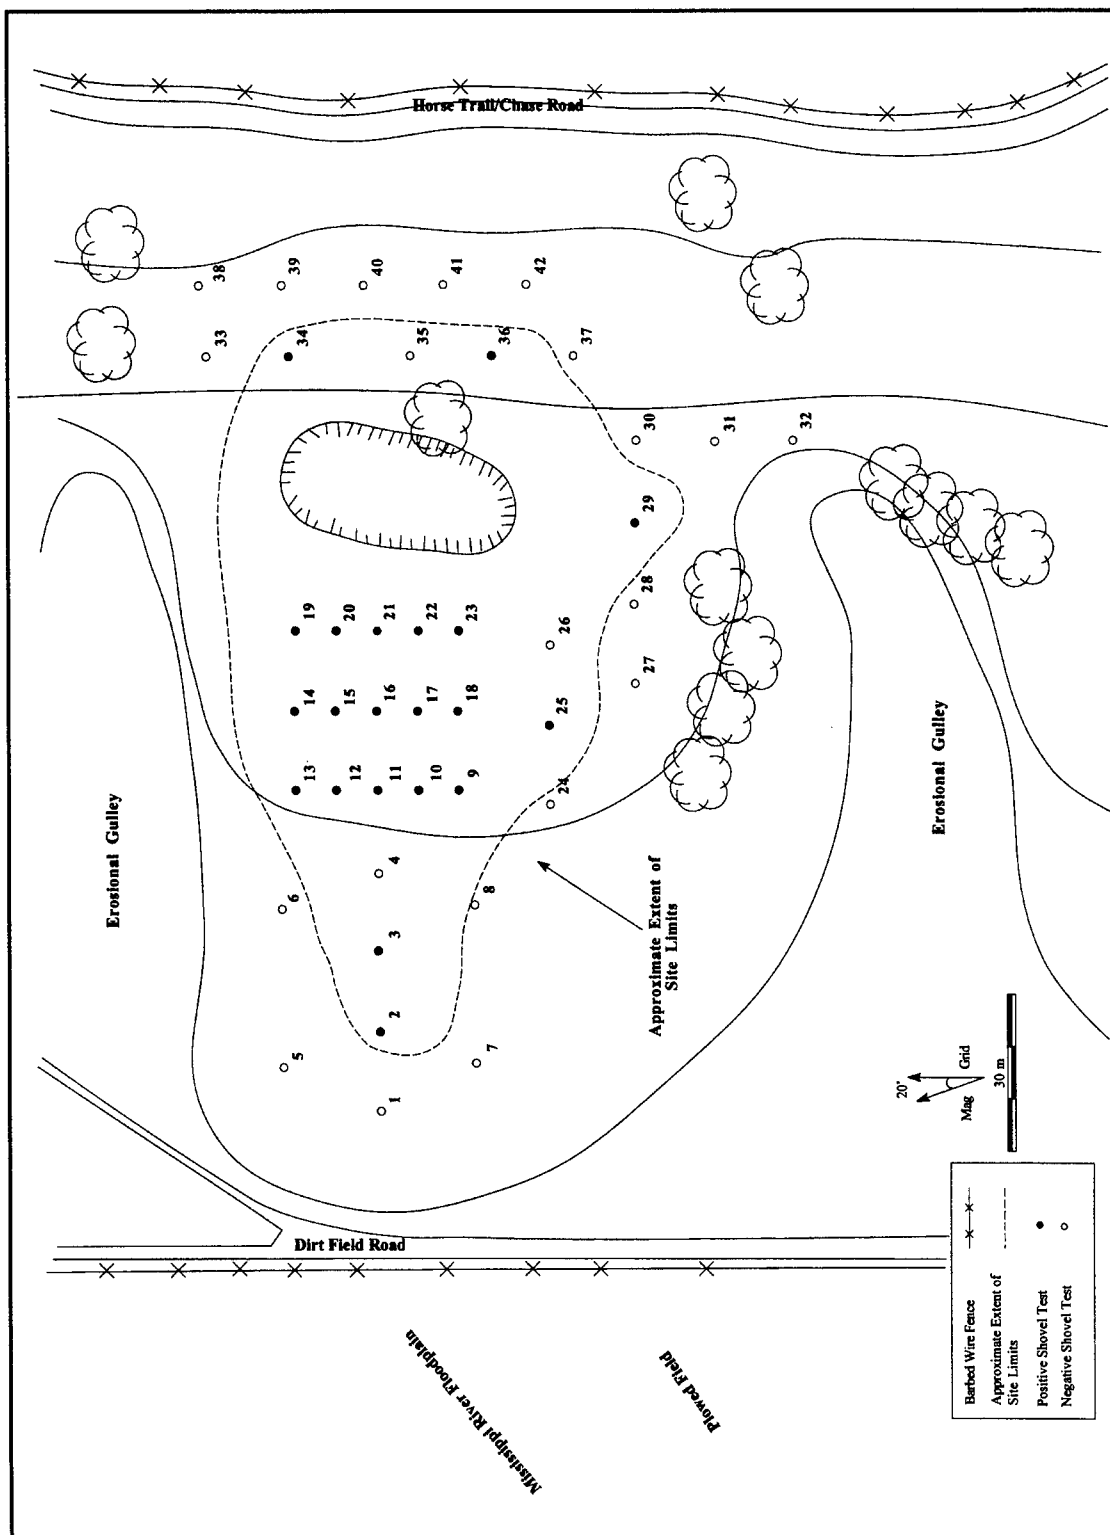 Horse Trail/Chase Road
38
39
40
41
42
33
34
35
36
37
30
31
32
29
28
27
26
19
20
21
22
23
14
15
16
17
18
25
13
12
11
10
9
24
Erosional Gulley
Erosional Gulley
6
4
8
3
Approximate Extent of
Site Limits
2
5
7
1
20°
Mag
Grid
30 m
Dirt Field Road
Mississippi River Floodplain
Plowed Field
Barbed Wire Fence
Approximate Extent of
Site Limits
Positive Shovel Test
Negative Shovel Test